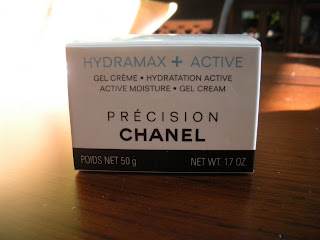 HYDRAMAX + ACTIVE
GEL CRÈME • HYDRATATION ACTIVE
ACTIVE MOISTURE • GEL CREAM
PRÉCISION
CHANEL
POIDS NET 50 g NET WT. 1.7 OZ.